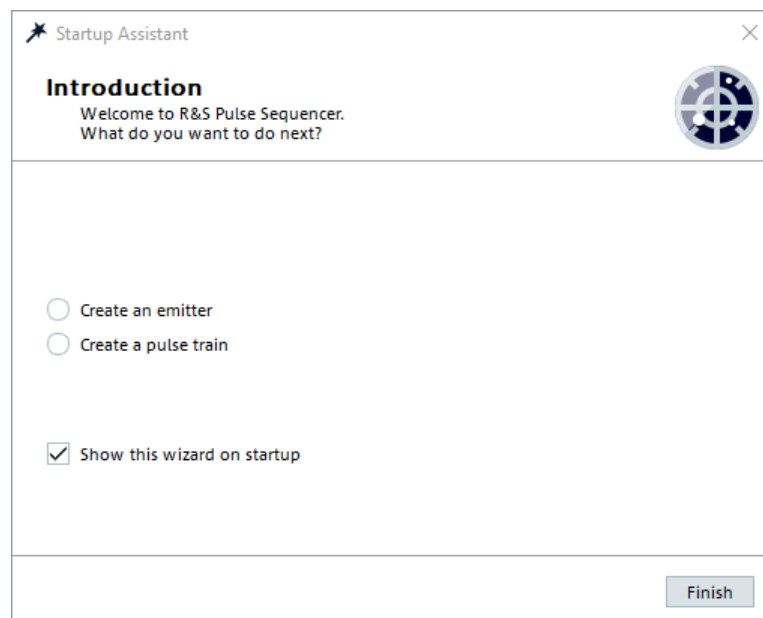 Startup Assistant
Introduction
Welcome to R&S Pulse Sequencer.
What do you want to do next?
Create an emitter
Create a pulse train
Show this wizard on startup
Finish